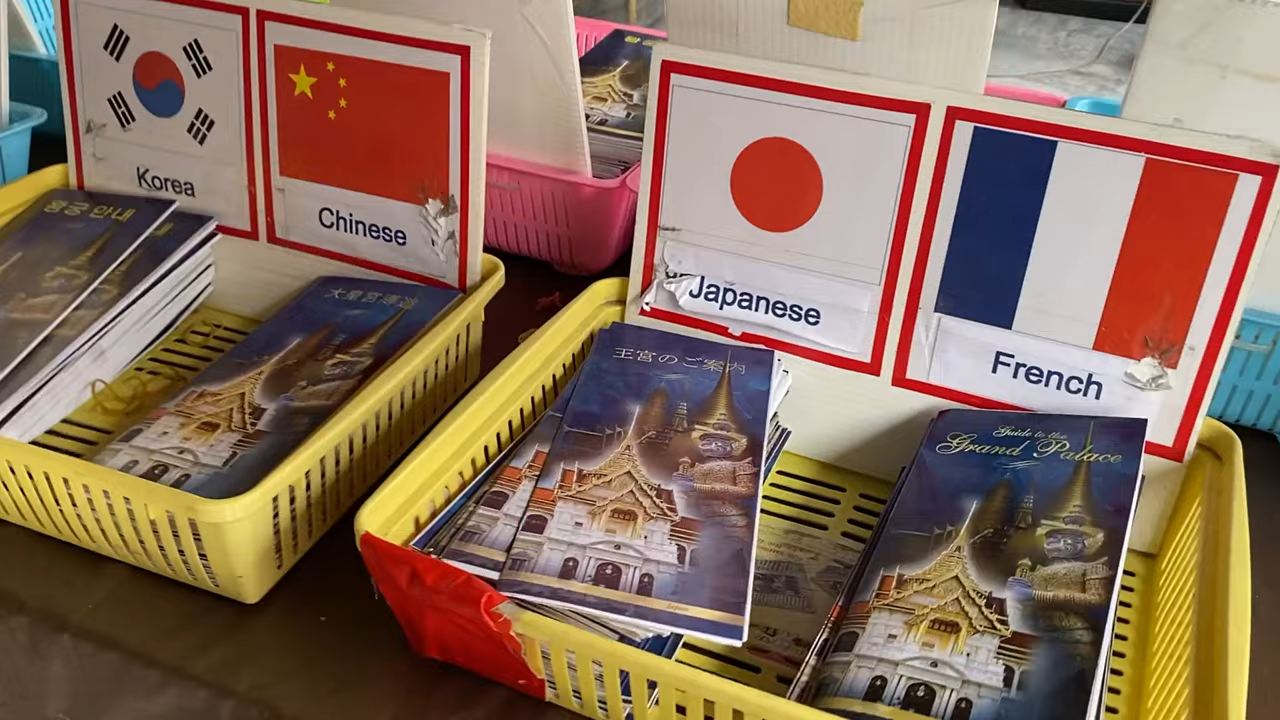 Korea
Chinese
Japanese
French
왕궁 안내
大皇宮導遊
王宮のご案内
Japan
Guide to the
Grand Palace